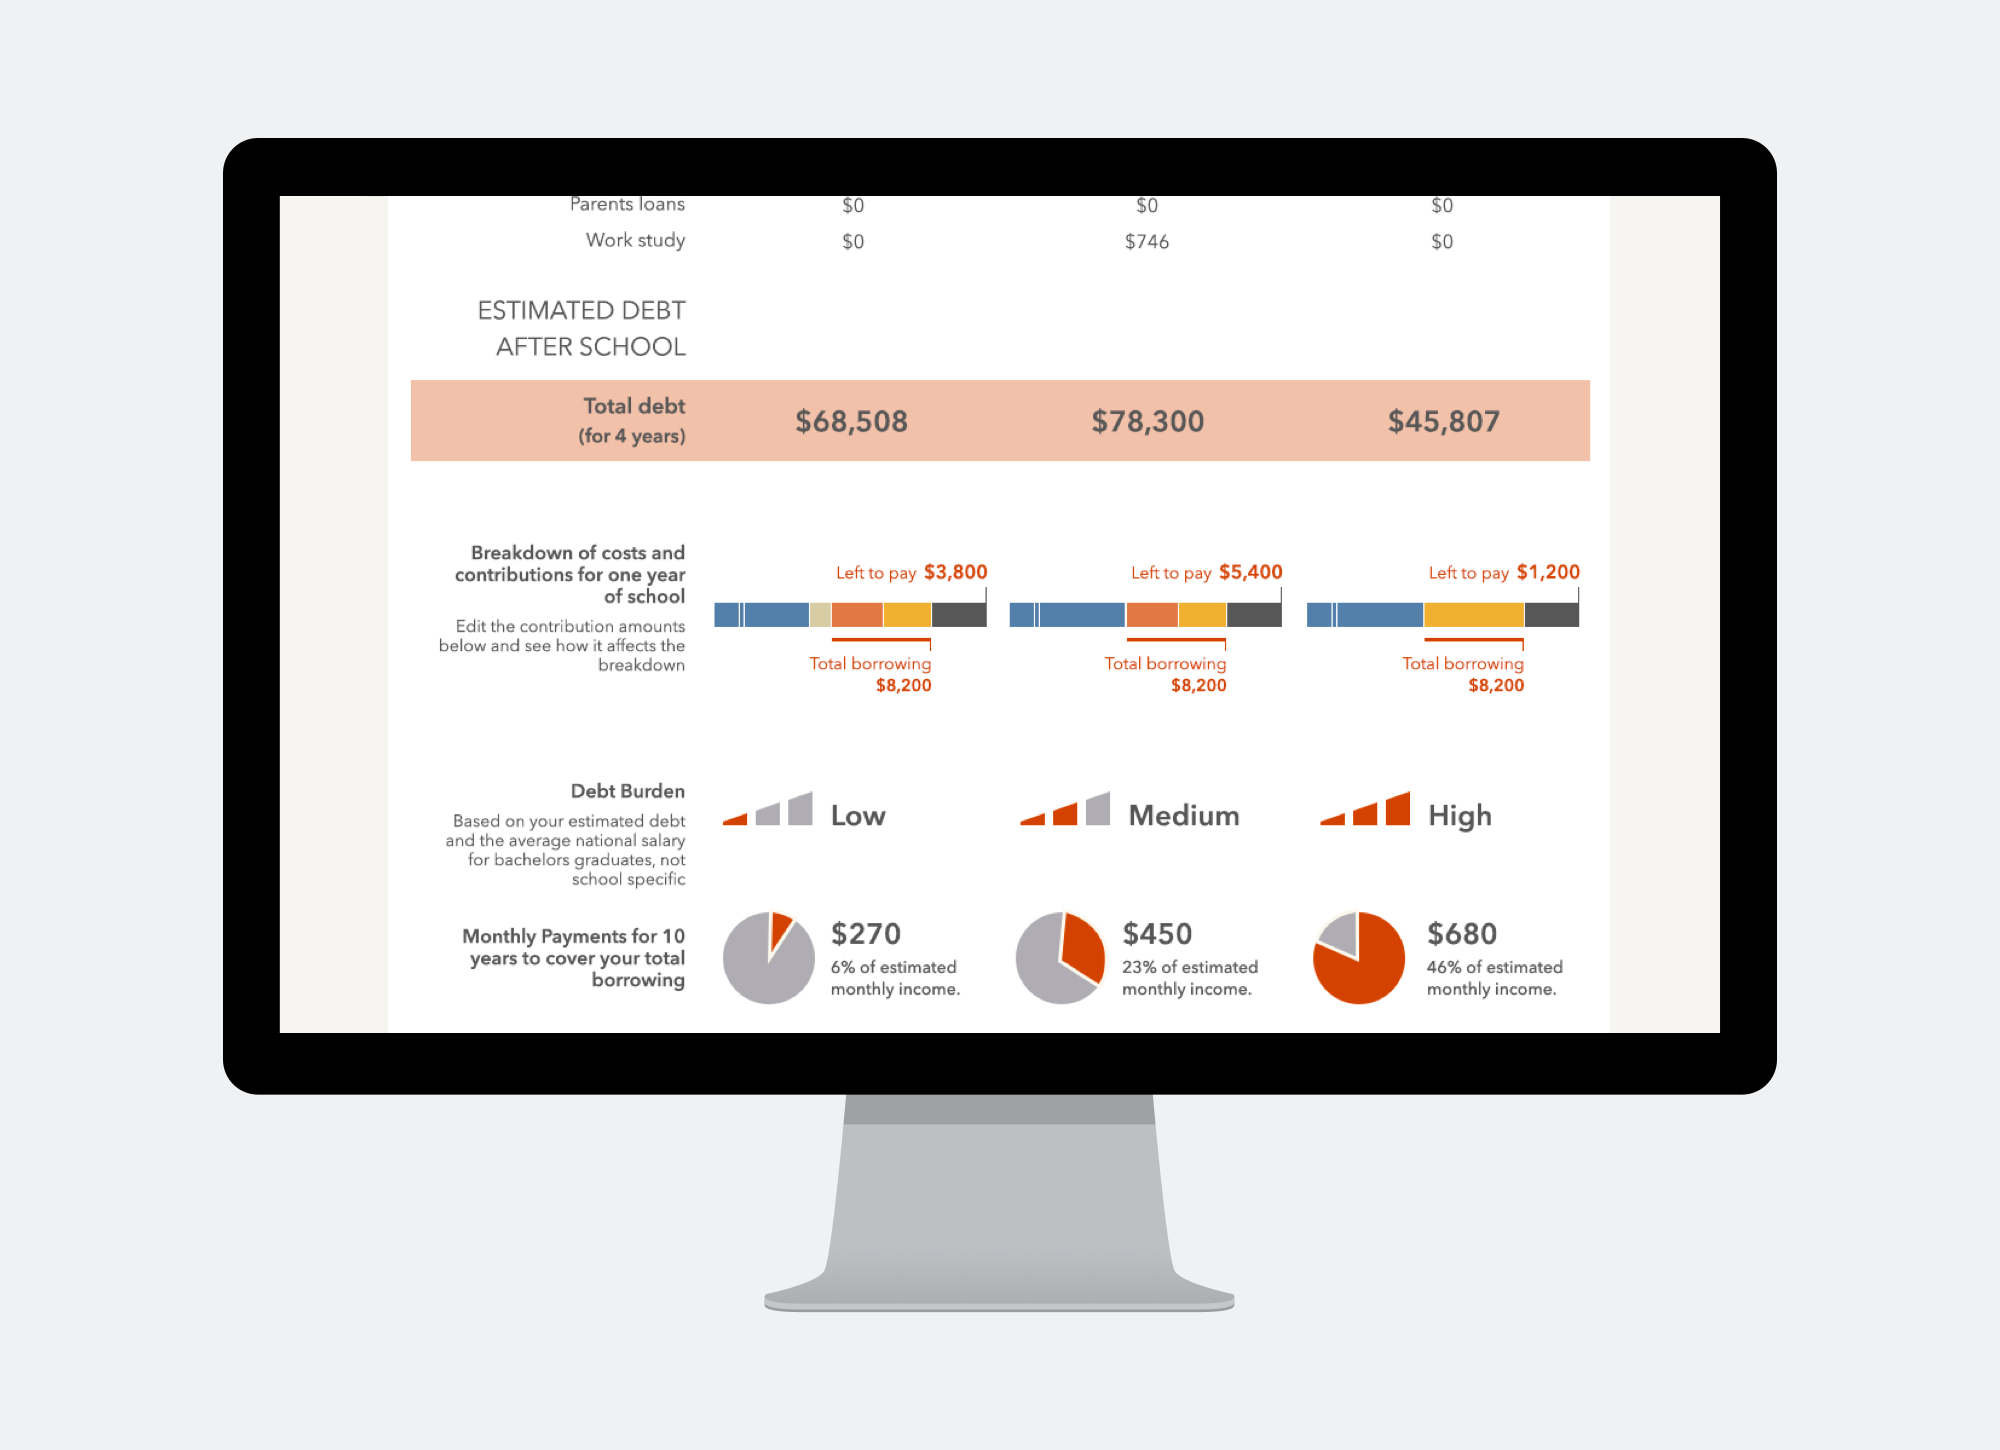 Parents loans $0 $0 $0
Work study $0 $746 $0
ESTIMATED DEBT
AFTER SCHOOL
Total debt
(for 4 years)
$68,508 $78,300 $45,807
Breakdown of costs and
contributions for one year
of school
Edit the contribution amounts
below and see how it affects the
breakdown
Left to pay $3,800
Total borrowing
$8,200
Left to pay $5,400
Total borrowing
$8,200
Left to pay $1,200
Total borrowing
$8,200
Debt Burden
Based on your estimated debt
and the average national salary
for bachelors graduates, not
school specific
Low
Medium
High
Monthly Payments for 10
years to cover your total
borrowing
$270
6% of estimated
monthly income.
$450
23% of estimated
monthly income.
$680
46% of estimated
monthly income.